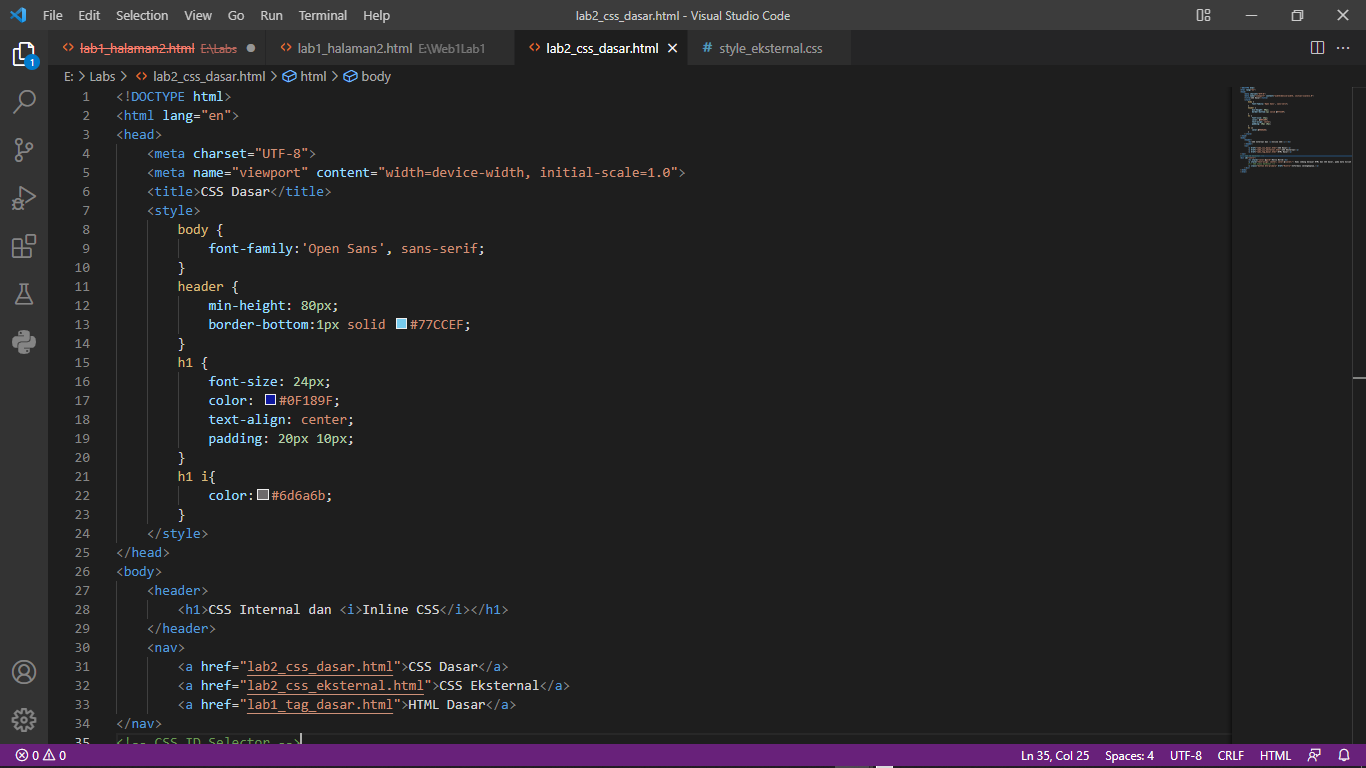 File Edit Selection View Go Run Terminal Help lab2_css_dasar.html - Visual Studio Code
lab1_halaman2.html E:\Labs lab1_halaman2.html E:\Web1Lab1 lab2_css_dasar.html # style_eksternal.css
E: > Labs > lab2_css_dasar.html > html > body
1 <!DOCTYPE html>
2 <html lang="en">
3 <head>
4 <meta charset="UTF-8">
5 <meta name="viewport" content="width=device-width, initial-scale=1.0">
6 <title>CSS Dasar</title>
7 <style>
8 body {
9 font-family:'Open Sans', sans-serif;
10 }
11 header {
12 min-height: 80px;
13 border-bottom:1px solid #77CCEF;
14 }
15 h1 {
16 font-size: 24px;
17 color: #0F189F;
18 text-align: center;
19 padding: 20px 10px;
20 }
21 h1 i{
22 color:#6d6a6b;
23 }
24 </style>
25 </head>
26 <body>
27 <header>
28 <h1>CSS Internal dan <i>Inline CSS</i></h1>
29 </header>
30 <nav>
31 <a href="lab2_css_dasar.html">CSS Dasar</a>
32 <a href="lab2_css_eksternal.html">CSS Eksternal</a>
33 <a href="lab1_tag_dasar.html">HTML Dasar</a>
34 </nav>
35 <!-- CSS ID Selector -->
1
0 0 Ln 35, Col 25 Spaces: 4 UTF-8 CRLF HTML